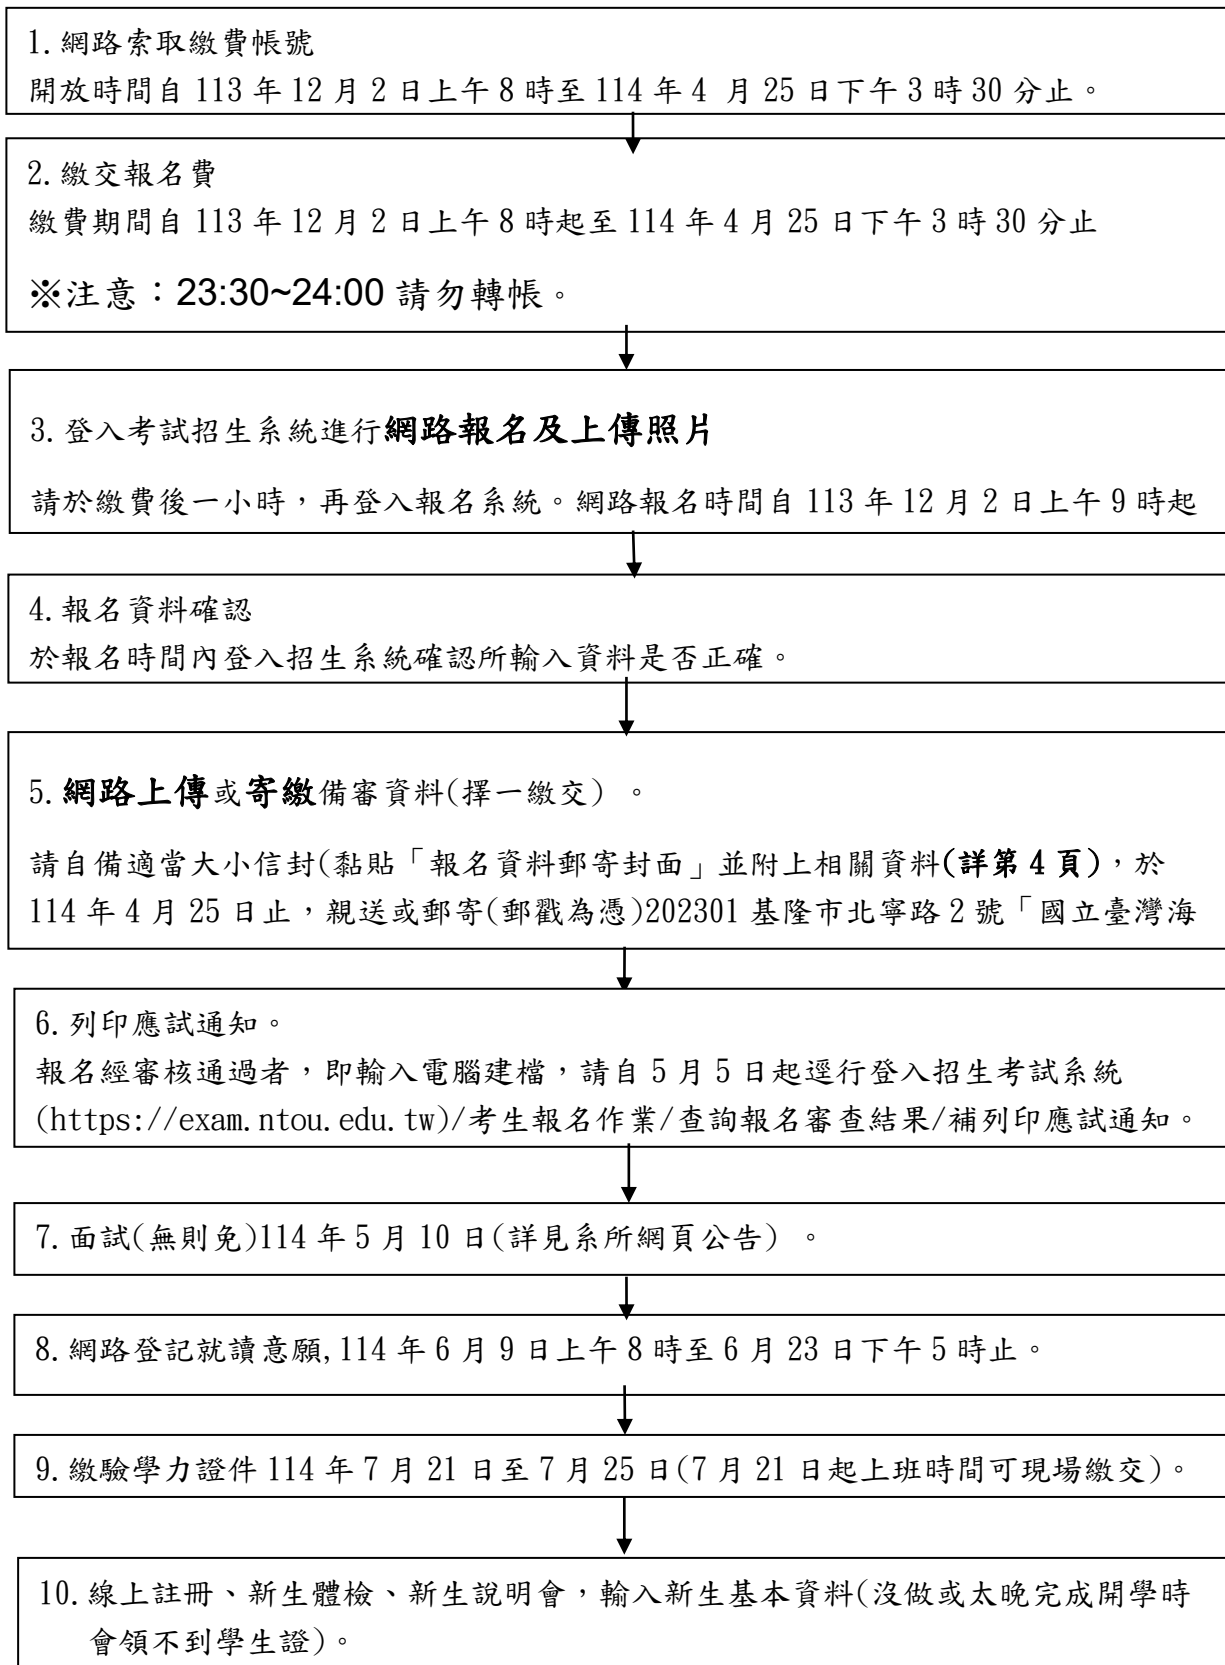 1.網路索取繳費帳號
開放時間自 113 年 12 月 2 日上午 8 時至 114 年 4 月 25 日下午 3 時 30 分止。
2.繳交報名費
繳費期間自 113 年 12 月 2 日上午 8 時起至 114 年 4 月 25 日下午 3 時 30 分止
※注意：23:30~24:00 請勿轉帳。
3.登入考試招生系統進行網路報名及上傳照片
請於繳費後一小時，再登入報名系統。網路報名時間自 113 年 12 月 2 日上午 9 時起
4.報名資料確認
於報名時間內登入招生系統確認所輸入資料是否正確。
5.網路上傳或寄繳備審資料(擇一繳交) 。
請自備適當大小信封(黏貼「報名資料郵寄封面」並附上相關資料(詳第 4 頁)，於
114 年 4 月 25 日止，親送或郵寄(郵戳為憑)202301 基隆市北寧路 2 號「國立臺灣海
6.列印應試通知。
報名經審核通過者，即輸入電腦建檔，請自 5 月 5 日起逕行登入招生考試系統
(https://exam.ntou.edu.tw)/考生報名作業/查詢報名審查結果/補列印應試通知。
7.面試(無則免)114 年 5 月 10 日(詳見系所網頁公告) 。
8.網路登記就讀意願,114 年 6 月 9 日上午 8 時至 6 月 23 日下午 5 時止。
9.繳驗學力證件 114 年 7 月 21 日至 7 月 25 日(7 月 21 日起上班時間可現場繳交)。
10.線上註冊、新生體檢、新生說明會，輸入新生基本資料(沒做或太晚完成開學時
會領不到學生證)。